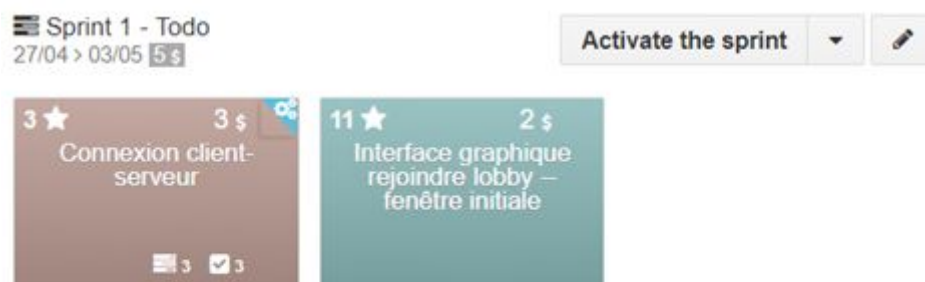 Sprint 1 - Todo
27/04 > 03/05 5 $
Activate the sprint
3 3 $
Connexion client-
serveur
3 3
11 2 $
Interface graphique
rejoindre lobby –
fenêtre initiale